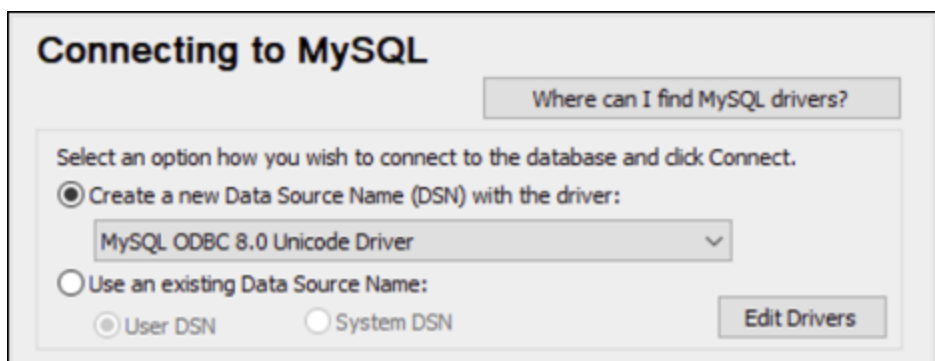 Connecting to MySQL
Where can I find MySQL drivers?
Select an option how you wish to connect to the database and click Connect.
Create a new Data Source Name (DSN) with the driver:
MySQL ODBC 8.0 Unicode Driver
Use an existing Data Source Name:
User DSN System DSN Edit Drivers